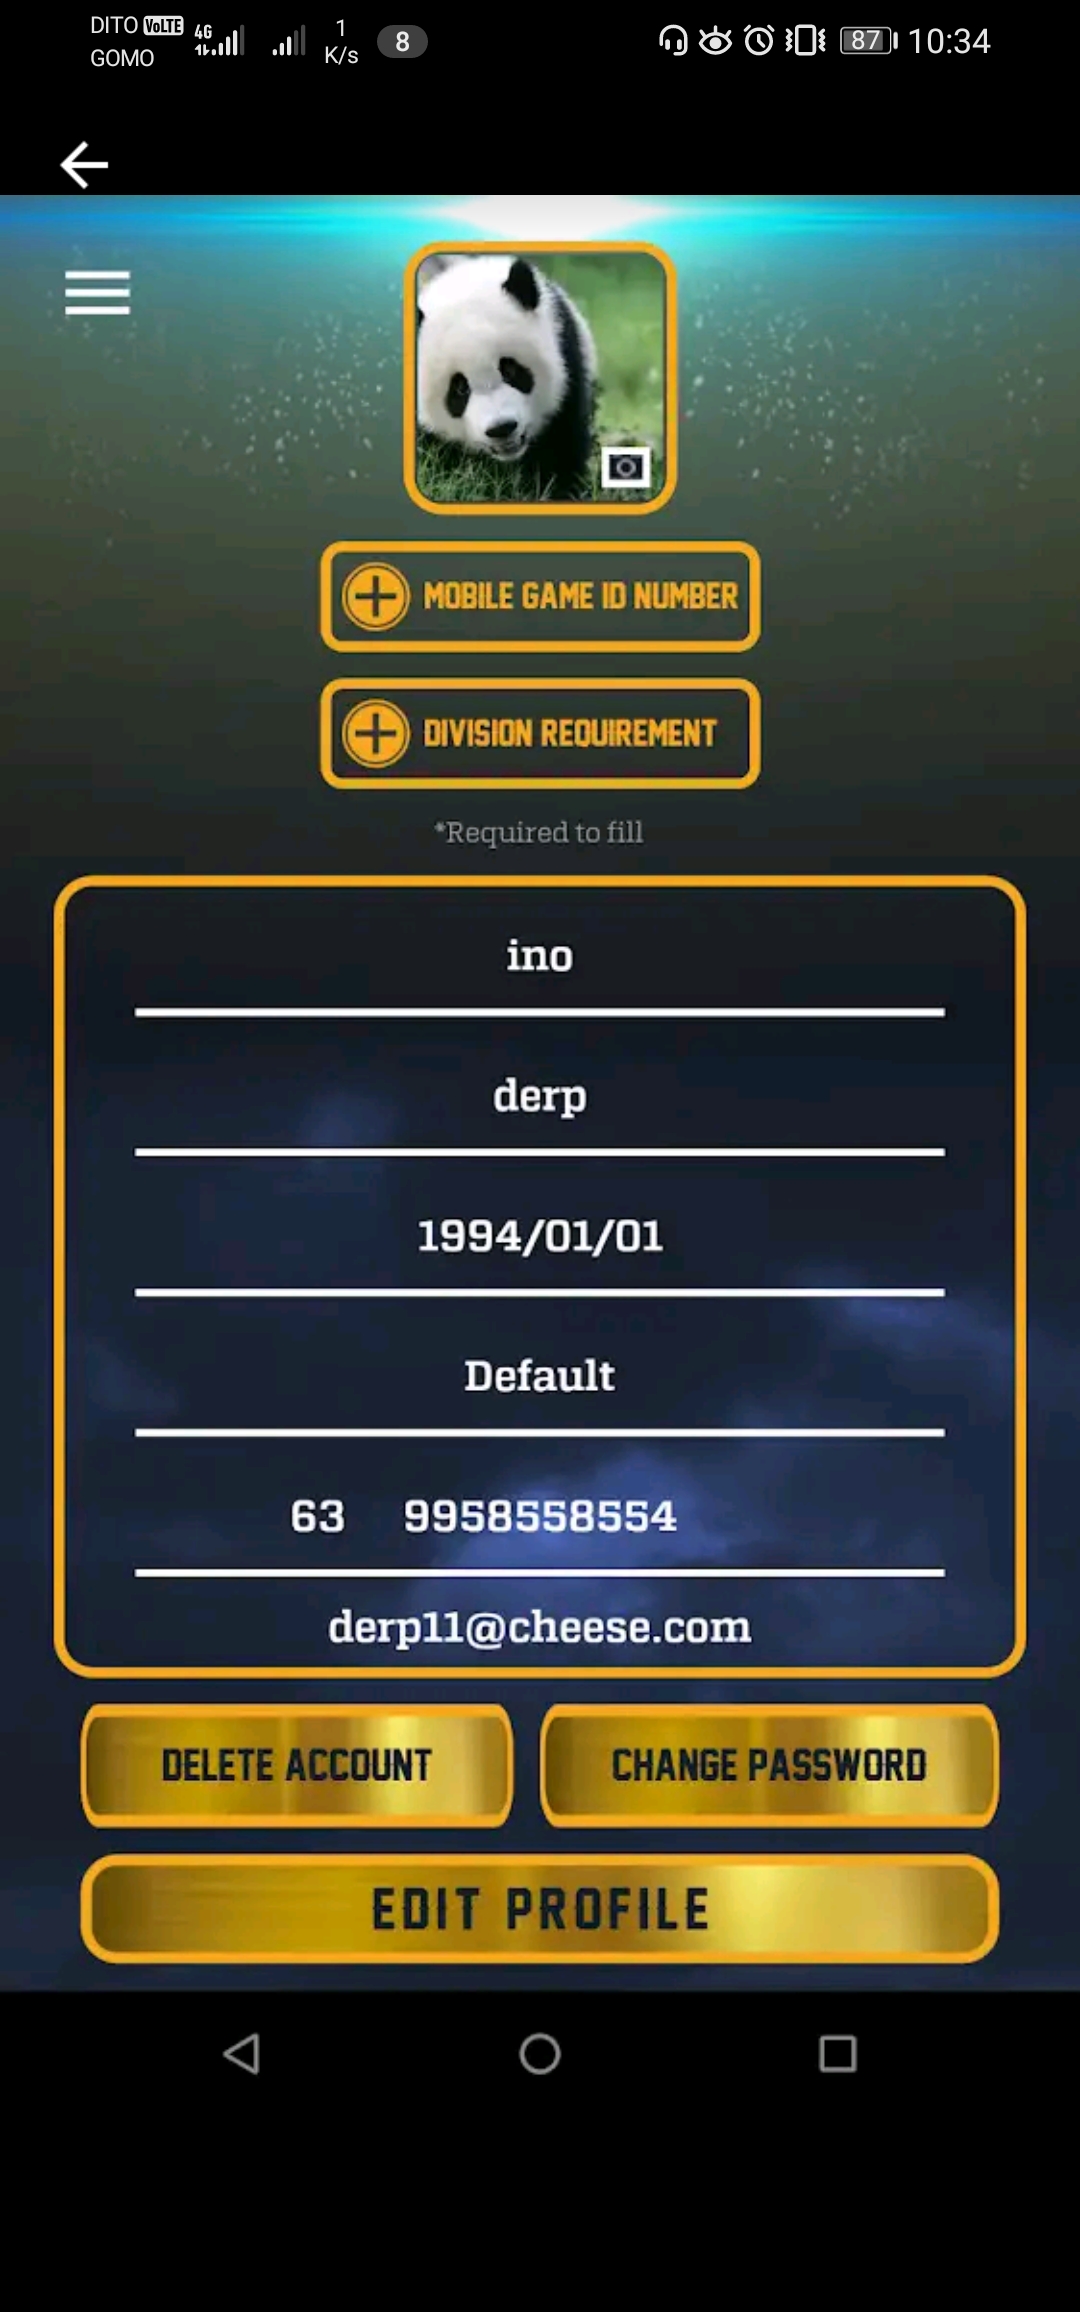 DITO VoLTE 4G 1 K/s 8 87 10:34
GOMO
MOBILE GAME ID NUMBER
DIVISION REQUIREMENT
*Required to fill
ino
derp
1994/01/01
Default
63 9958558554
derp11@cheese.com
DELETE ACCOUNT CHANGE PASSWORD
EDIT PROFILE